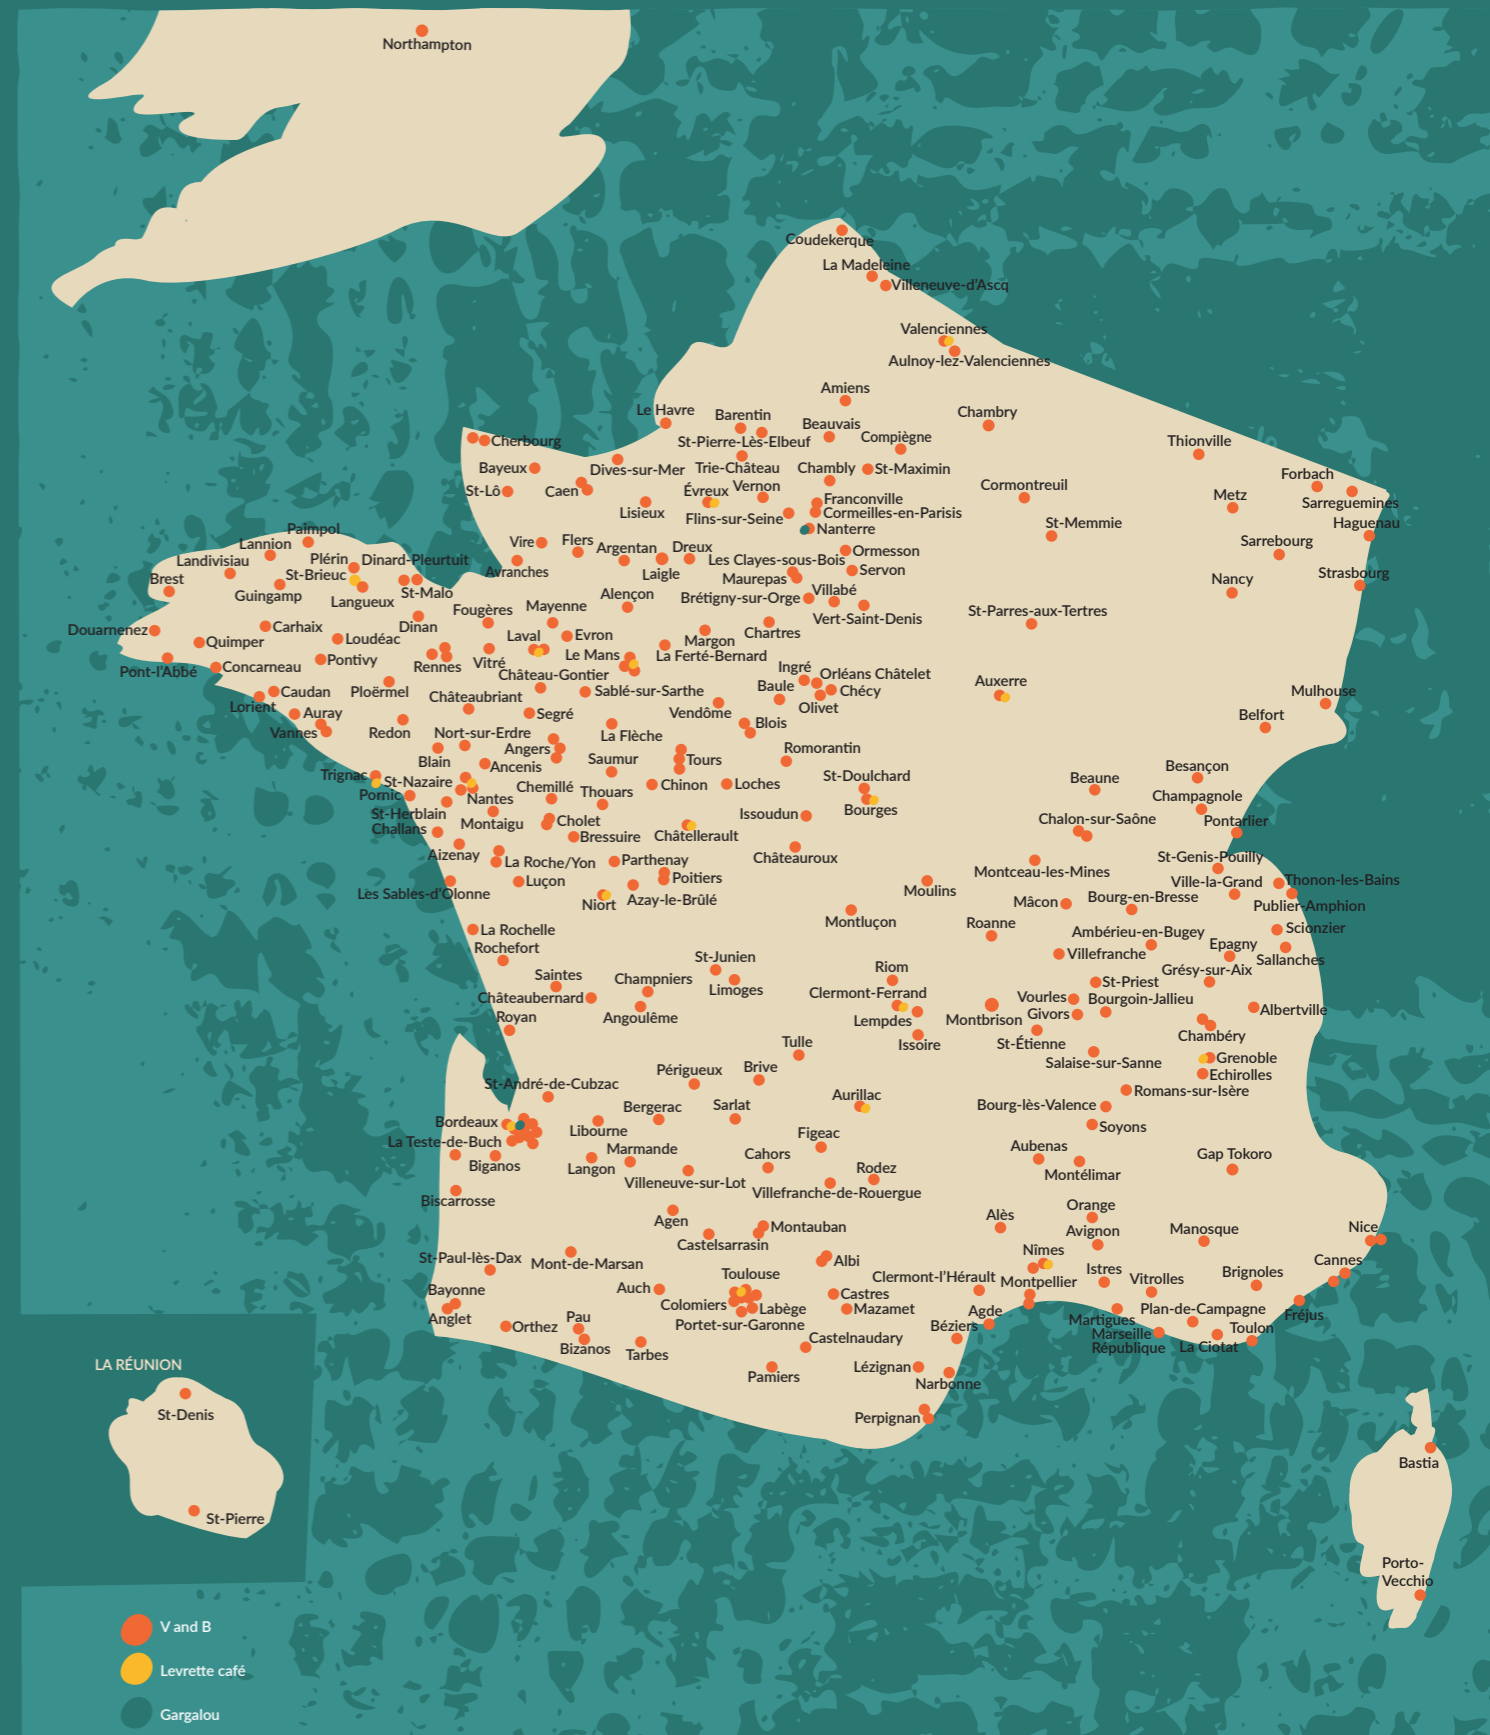 Northampton
Coudekerque
La Madeleine
Villeneuve-d'Ascq
Valenciennes
Aulnoy-lez-Valenciennes
Amiens
Le Havre
Barentin
Chambry
Beauvais
Cherbourg
St-Pierre-Lès-Elbeuf
Compiègne
Thionville
Bayeux
Dives-sur-Mer
Trie-Château
Chambly
St-Maximin
Forbach
St-Lô
Caen
Évreux
Vernon
Cormontreuil
Metz
Sarreguemines
Lisieux
Franconville
Flins-sur-Seine
Cormeilles-en-Parisis
Nanterre
St-Memmie
Haguenau
Paimpol
Lannion
Vire
Flers
Argentan
Dreux
Sarrebourg
Landivisiau
Plérin
Dinard-Pleurtuit
Les Clayes-sous-Bois
Ormesson
Brest
St-Brieuc
Avranches
Laigle
Maurepas
Servon
Nancy
Strasbourg
Guingamp
Langueux
St-Malo
Alençon
Brétigny-sur-Orge
Villabé
Fougères
Mayenne
St-Parres-aux-Tertres
Douarnenez
Carhaix
Dinan
Vert-Saint-Denis
Quimper
Loudéac
Laval
Evron
Margon
Chartres
Pont-l'Abbé
Concarneau
Pontivy
Rennes
Vitré
Le Mans
La Ferté-Bernard
Château-Gontier
Ingré
Orléans Châtelet
Auxerre
Caudan
Ploërmel
Châteaubriant
Sablé-sur-Sarthe
Baule
Chécy
Mulhouse
Lorient
Auray
Segré
Vendôme
Olivet
Belfort
Vannes
Redon
Nort-sur-Erdre
La Flèche
Blois
Blain
Angers
Saumur
Tours
Romorantin
Trignac
St-Nazaire
Ancenis
Chemillé
Thouars
Chinon
Loches
St-Doulchard
Beaune
Besançon
Pornic
Nantes
Bourges
Champagnole
St-Herblain
Montaigu
Cholet
Issoudun
Chalon-sur-Saône
Pontarlier
Challans
Bressuire
Châtellerault
Aizenay
La Roche/Yon
Parthenay
Châteauroux
St-Genis-Pouilly
Luçon
Poitiers
Montceau-les-Mines
Ville-la-Grand
Thonon-les-Bains
Les Sables-d'Olonne
Niort
Azay-le-Brûlé
Moulins
Mâcon
Bourg-en-Bresse
Publier-Amphion
La Rochelle
Montluçon
Roanne
Ambérieu-en-Bugey
Scionzier
Rochefort
St-Junien
Villefranche
Epagny
Sallanches
Saintes
Champniers
Riom
Grésy-sur-Aix
Châteaubernard
Limoges
Clermont-Ferrand
St-Priest
Vourles
Bourgoin-Jallieu
Royan
Angoulême
Lempdes
Montbrison
Givors
Albertville
Issoire
St-Étienne
Chambéry
Tulle
Salaise-sur-Sanne
Grenoble
Périgueux
Brive
Echirolles
St-André-de-Cubzac
Aurillac
Romans-sur-Isère
Bergerac
Sarlat
Bourg-lès-Valence
Bordeaux
Libourne
Figeac
Soyons
La Teste-de-Buch
Marmande
Cahors
Aubenas
Gap Tokoro
Biganos
Langon
Villeneuve-sur-Lot
Rodez
Montélimar
Villefranche-de-Rouergue
Biscarrosse
Agen
Orange
Montauban
Alès
Avignon
Manosque
Nice
Castelsarrasin
St-Paul-lès-Dax
Mont-de-Marsan
Albi
Nîmes
Cannes
Toulouse
Clermont-l'Hérault
Istres
Brignoles
Bayonne
Auch
Castres
Montpellier
Vitrolles
Anglet
Colomiers
Labège
Mazamet
Agde
Plan-de-Campagne
Fréjus
Orthez
Pau
Portet-sur-Garonne
Béziers
Martigues
Toulon
Bizanos
Tarbes
Castelnaudary
Marseille
République
La Ciotat
Pamiers
Lézignan
Narbonne
Perpignan
LA RÉUNION
St-Denis
St-Pierre
Bastia
Porto-
Vecchio
V and B
Levrette café
Gargalou